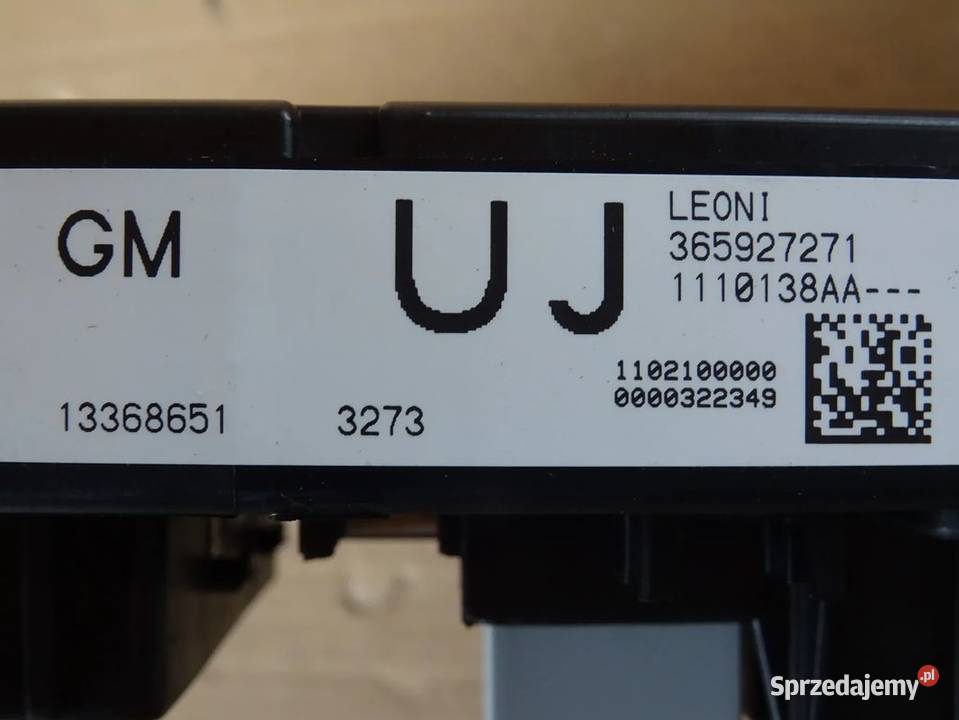 GM
UJ
LEONI
365927271
1110138AA---
1102100000
0000322349
13368651
3273
Sprzedajemy.pl